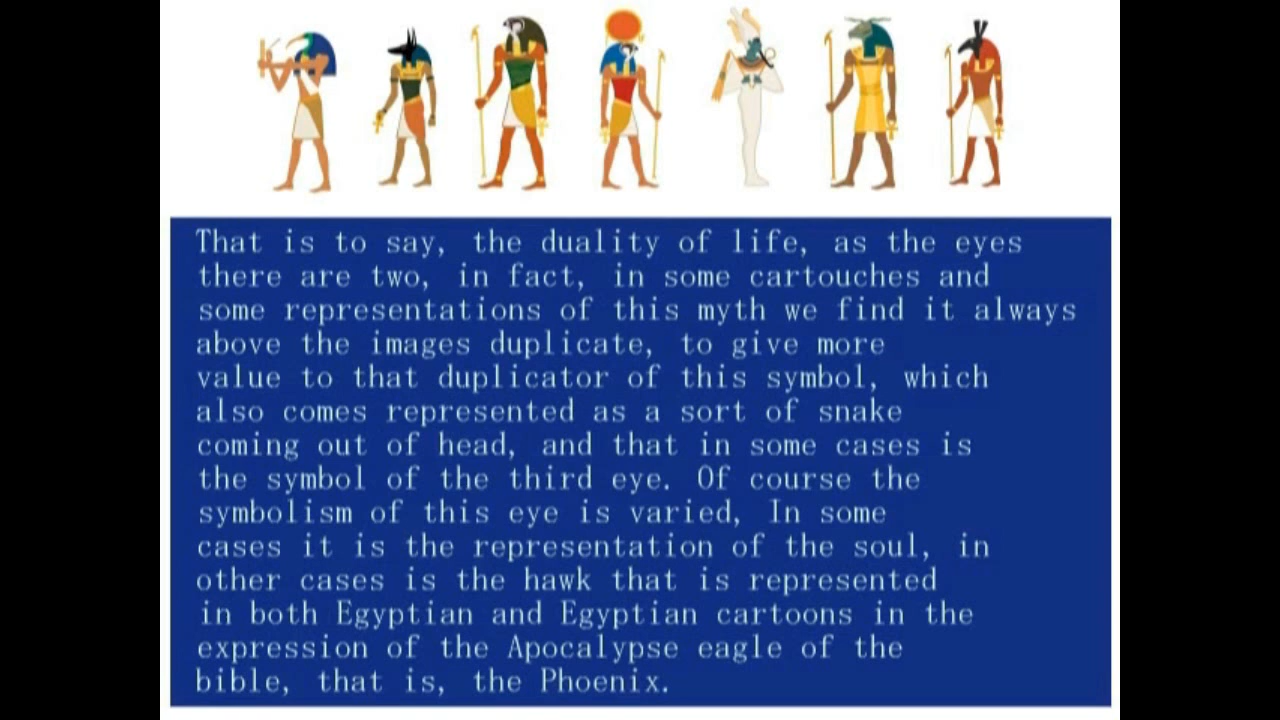 That is to say, the duality of life, as the eyes
there are two, in fact, in some cartouches and
some representations of this myth we find it always
above the images duplicate, to give more
value to that duplicator of this symbol, which
also comes represented as a sort of snake
coming out of head, and that in some cases is
the symbol of the third eye. Of course the
symbolism of this eye is varied, In some
cases it is the representation of the soul, in
other cases is the hawk that is represented
in both Egyptian and Egyptian cartoons in the
expression of the Apocalypse eagle of the
bible, that is, the Phoenix.